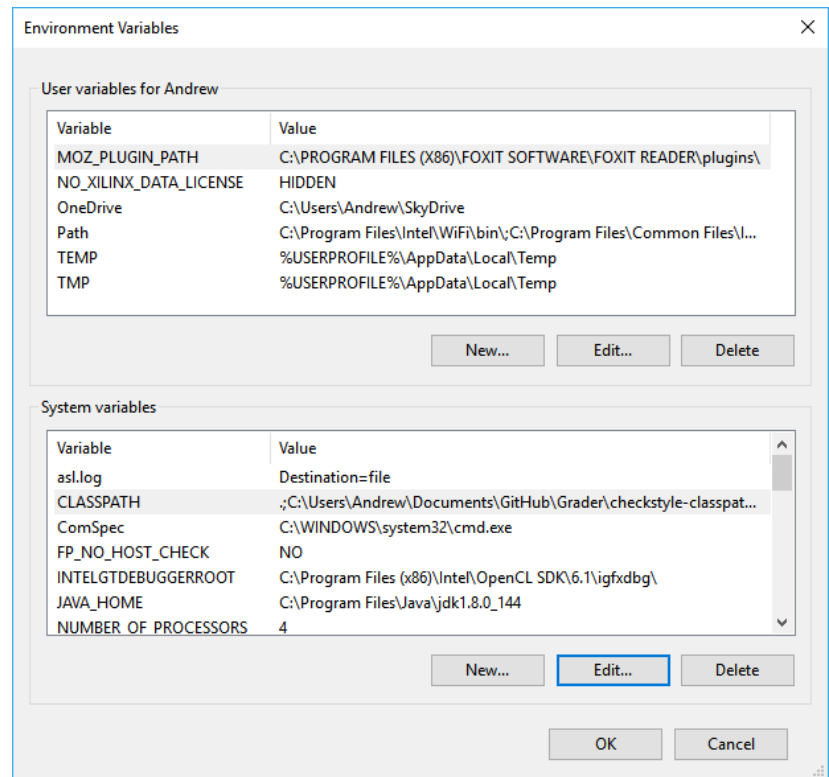 Environment Variables
User variables for Andrew
Variable Value
MOZ_PLUGIN_PATH C:\PROGRAM FILES (X86)\FOXIT SOFTWARE\FOXIT READER\plugins\
NO_XILINX_DATA_LICENSE HIDDEN
OneDrive C:\Users\Andrew\SkyDrive
Path C:\Program Files\Intel\WiFi\bin\;C:\Program Files\Common Files\I...
TEMP %USERPROFILE%\AppData\Local\Temp
TMP %USERPROFILE%\AppData\Local\Temp
New... Edit... Delete
System variables
Variable Value
asl.log Destination=file
CLASSPATH .;C:\Users\Andrew\Documents\GitHub\Grader\checkstyle-classpat...
ComSpec C:\WINDOWS\system32\cmd.exe
FP_NO_HOST_CHECK NO
INTELGTDEBUGGERROOT C:\Program Files (x86)\Intel\OpenCL SDK\6.1\igfxdbg\
JAVA_HOME C:\Program Files\Java\jdk1.8.0_144
NUMBER_OF_PROCESSORS 4
New... Edit... Delete
OK Cancel